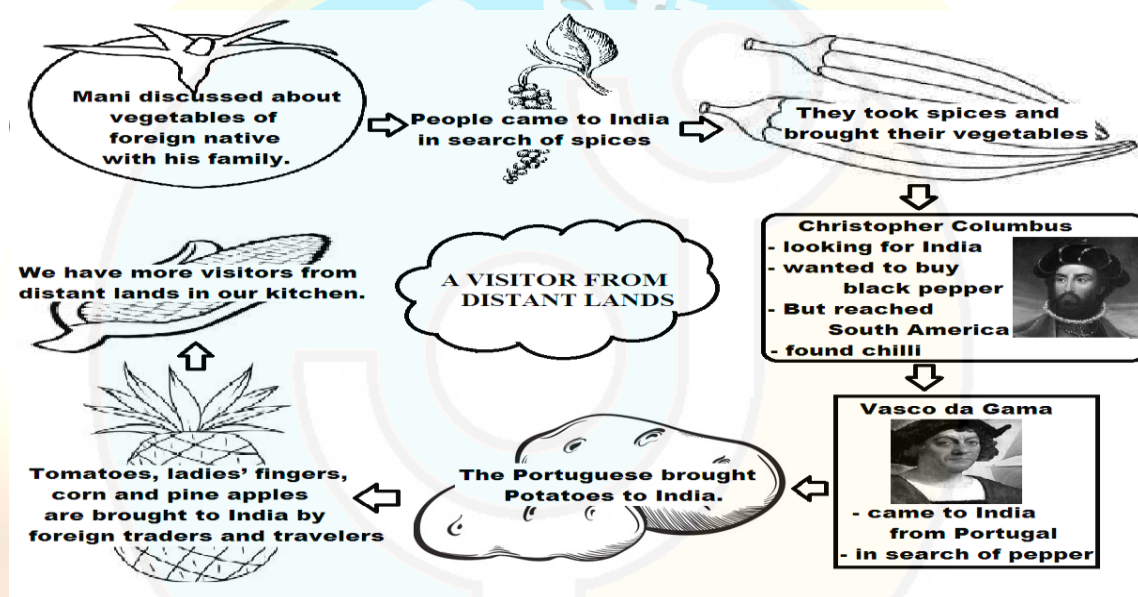 Mani discussed about
vegetables of
foreign native
with his family.
People came to India
in search of spices
They took spices and
brought their vegetables
Christopher Columbus
- looking for India
- wanted to buy
black pepper
- But reached
South America
- found chilli
Vasco da Gama
- came to India
from Portugal
- in search of pepper
The Portuguese brought
Potatoes to India.
Tomatoes, ladies’ fingers,
corn and pine apples
are brought to India by
foreign traders and travelers
We have more visitors from
distant lands in our kitchen.
A VISITOR FROM
DISTANT LANDS